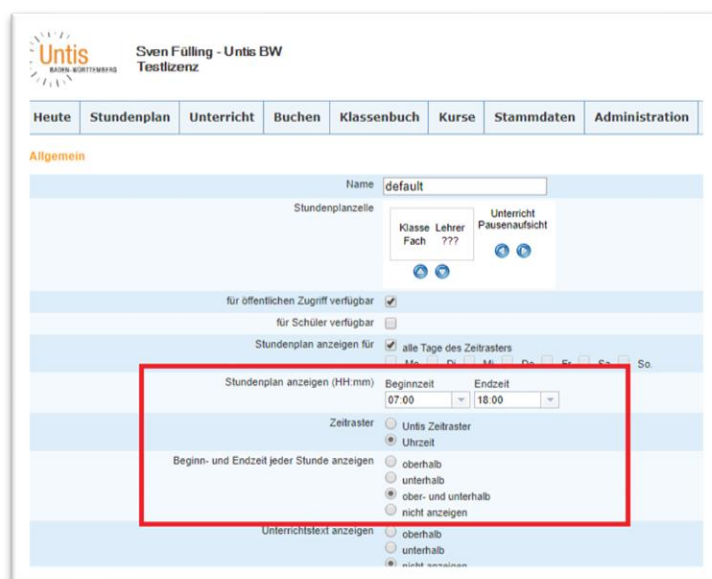 Untis
BADEN-WÜRTTEMBERG
Sven Fülling - Untis BW
Testlizenz
Heute Stundenplan Unterricht Buchen Klassenbuch Kurse Stammdaten Administration
Allgemein
Name default
Stundenplanzelle
Klasse Lehrer
Fach ???
Unterricht
Pausenaufsicht
für öffentlichen Zugriff verfügbar
für Schüler verfügbar
Stundenplan anzeigen für alle Tage des Zeitrasters
Mo Di Mi Do Fr Sa So.
Stundenplan anzeigen (HH:mm) Beginnzeit Endzeit
07:00 18:00
Zeitraster Untis Zeitraster
Uhrzeit
Beginn- und Endzeit jeder Stunde anzeigen oberhalb
unterhalb
ober- und unterhalb
nicht anzeigen
Unterrichtstext anzeigen oberhalb
unterhalb
nicht anzeigen